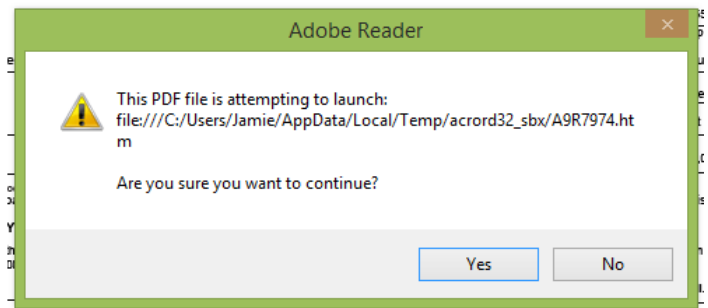 Adobe Reader
This PDF file is attempting to launch:
file:///C:/Users/Jamie/AppData/Local/Temp/acrord32_sbx/A9R7974.ht
m
Are you sure you want to continue?
Yes No